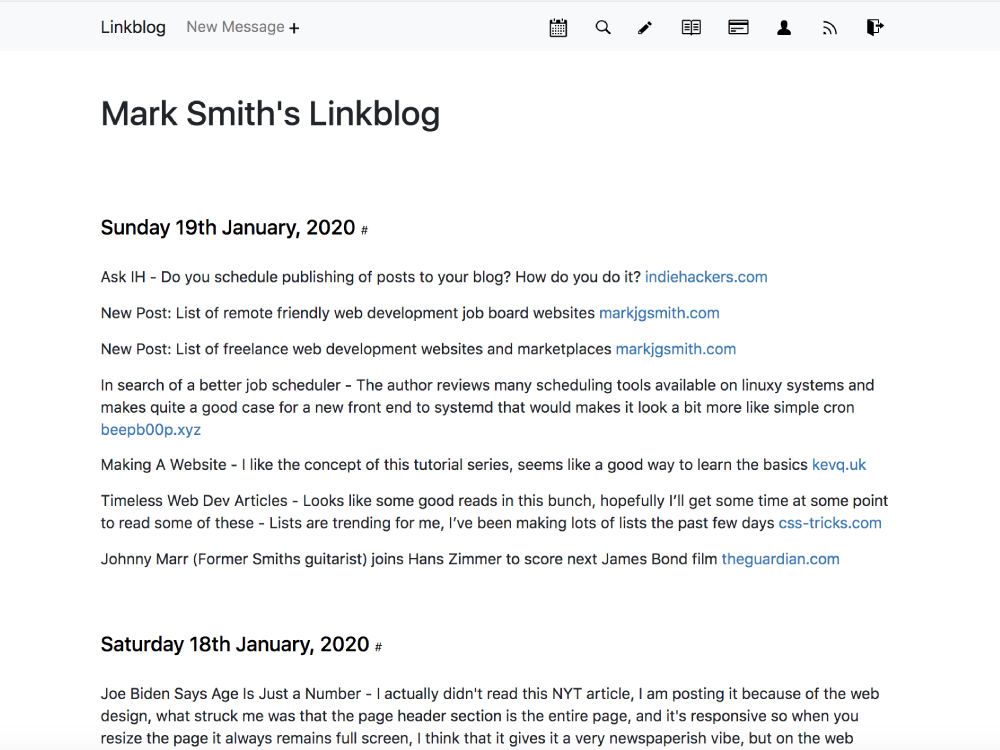 Linkblog New Message +
Mark Smith's Linkblog
Sunday 19th January, 2020 #
Ask IH - Do you schedule publishing of posts to your blog? How do you do it? indiehackers.com
New Post: List of remote friendly web development job board websites markjgsmith.com
New Post: List of freelance web development websites and marketplaces markjgsmith.com
In search of a better job scheduler - The author reviews many scheduling tools available on linuxy systems and
makes quite a good case for a new front end to systemd that would makes it look a bit more like simple cron
beepb00p.xyz
Making A Website - I like the concept of this tutorial series, seems like a good way to learn the basics kevq.uk
Timeless Web Dev Articles - Looks like some good reads in this bunch, hopefully I’ll get some time at some point
to read some of these - Lists are trending for me, I’ve been making lots of lists the past few days css-tricks.com
Johnny Marr (Former Smiths guitarist) joins Hans Zimmer to score next James Bond film theguardian.com
Saturday 18th January, 2020 #
Joe Biden Says Age Is Just a Number - I actually didn't read this NYT article, I am posting it because of the web
design, what struck me was that the page header section is the entire page, and it's responsive so when you
resize the page it always remains full screen, I think that it gives it a very newspaperish vibe, but on the web